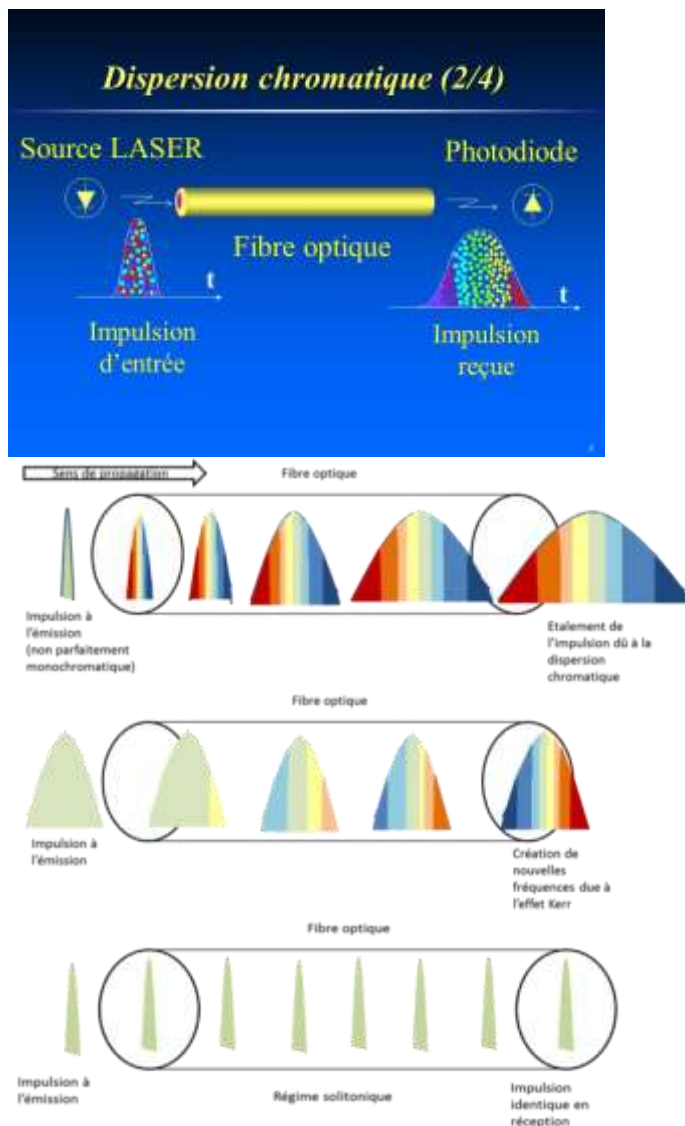 Dispersion chromatique (2/4)
Source LASER
Photodiode
Fibre optique
t
t
Impulsion
d'entrée
Impulsion
reçue
Sens de propagation
Fibre optique
Impulsion à
l'émission
(non parfaitement
monochromatique)
Etalement de
l'impulsion dû à la
dispersion
chromatique
Fibre optique
Impulsion à
l'émission
Création de
nouvelles
fréquences due à
l'effet Kerr
Fibre optique
Impulsion à
l'émission
Régime solitonique
Impulsion
identique en
réception